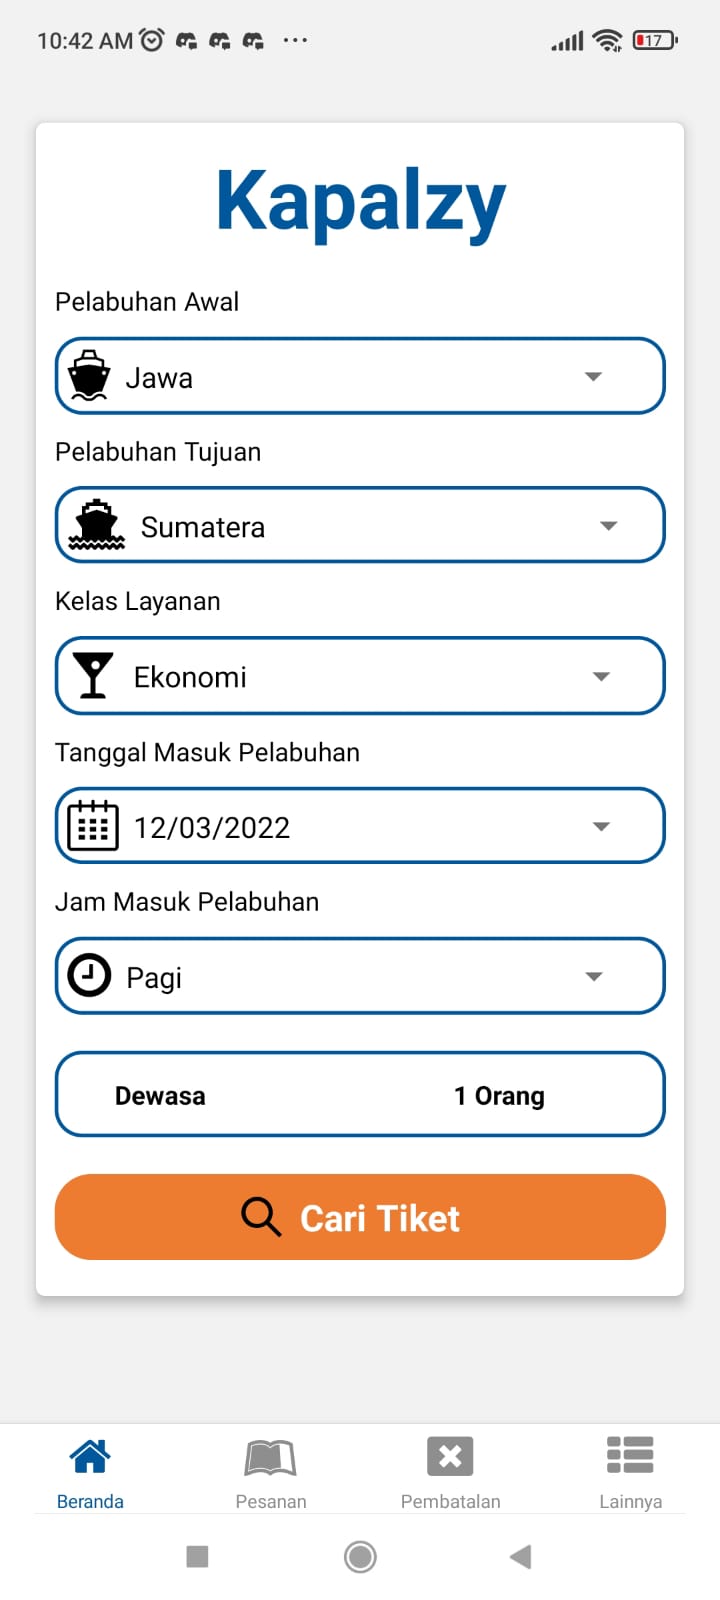 10:42 AM
17
Kapalzy
Pelabuhan Awal
Jawa
Pelabuhan Tujuan
Sumatera
Kelas Layanan
Ekonomi
Tanggal Masuk Pelabuhan
12/03/2022
Jam Masuk Pelabuhan
Pagi
Dewasa 1 Orang
Cari Tiket
Beranda Pesanan Pembatalan Lainnya